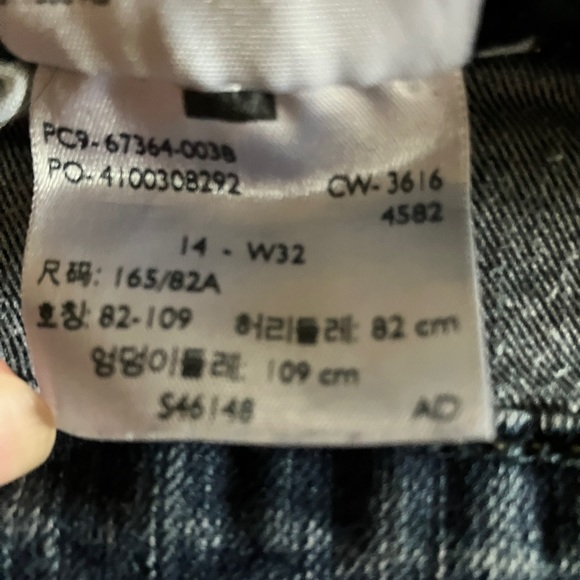 PC9-67364-0038
PO-4100308292 CW-3616
4582
14 - W32
尺码: 165/82A
호칭: 82-109 허리둘레: 82 cm
엉덩이둘레: 109 cm
S46148 AD